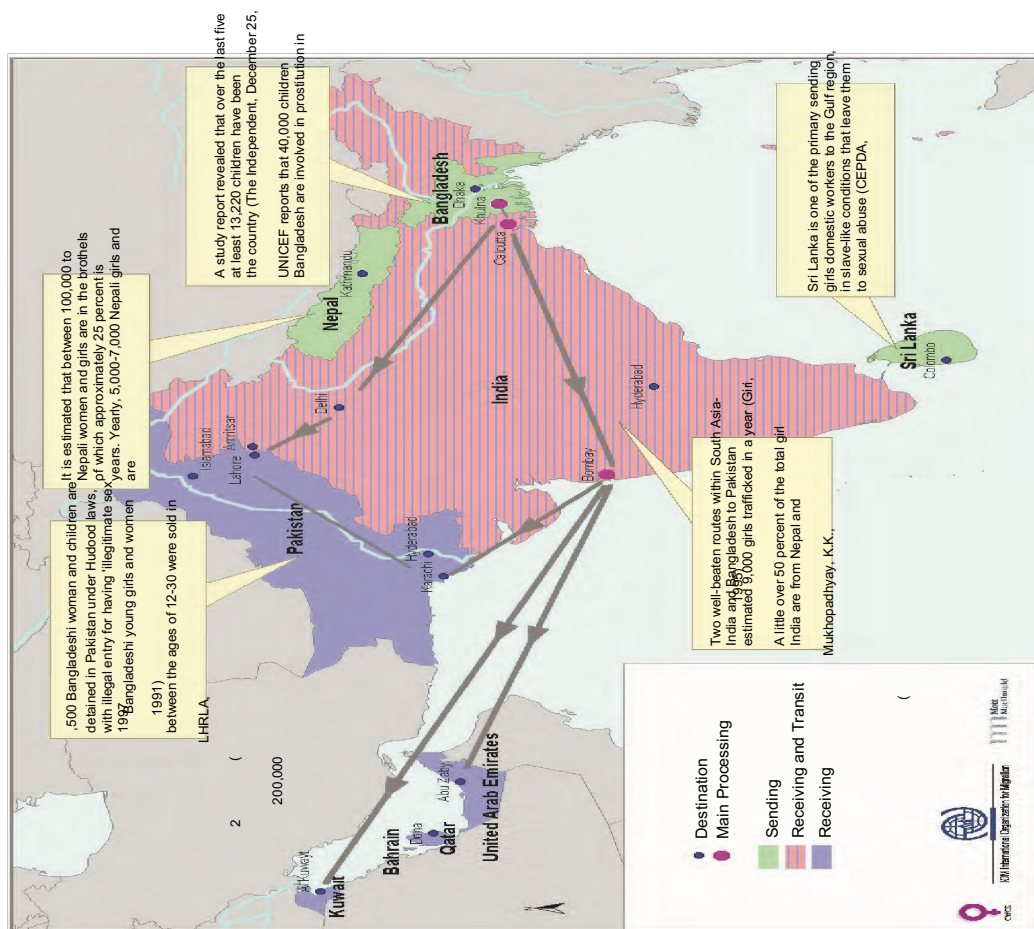 A study report revealed that over the last five
at least 13,220 children have been
the country (The Independent, December 25,
UNICEF reports that 40,000 children
Bangladesh are involved in prostitution in
It is estimated that between 100,000 to
Nepali women and girls are in the brothels
of which approximately 25 percent is
years. Yearly, 5,000-7,000 Nepali girls and
are
,500 Bangladeshi woman and children are
detained in Pakistan under Hudood laws,
with illegal entry for having 'illegitimate sex
1997
Bangladeshi young girls and women
1991)
between the ages of 12-30 were sold in
LHRLA,
2
(
200,000
Sri Lanka is one of the primary sending
girls domestic workers to the Gulf region,
in slave-like conditions that leave them
to sexual abuse (CEPDA,
Two well-beaten routes within South Asia-
India and Bangladesh to Pakistan
1995)
estimated 9,000 girls trafficked in a year (Giri,
A little over 50 percent of the total girl
India are from Nepal and
Mukhopadhyay, K.K.,
Bangladesh
Dhaka
Khulna
Calcutta
Nepal
Kathmandu
India
Delhi
Amritsar
Lahore
Islamabad
Pakistan
Hyderabad
Karachi
Bombay
Hyderabad
Sri Lanka
Colombo
Kuwait
Al Kuwayt
Bahrain
Doha
Qatar
Abu Zaby
United Arab Emirates
Destination
Main Processing
Sending
Receiving and Transit
Receiving
(
IOM International Organization for Migration